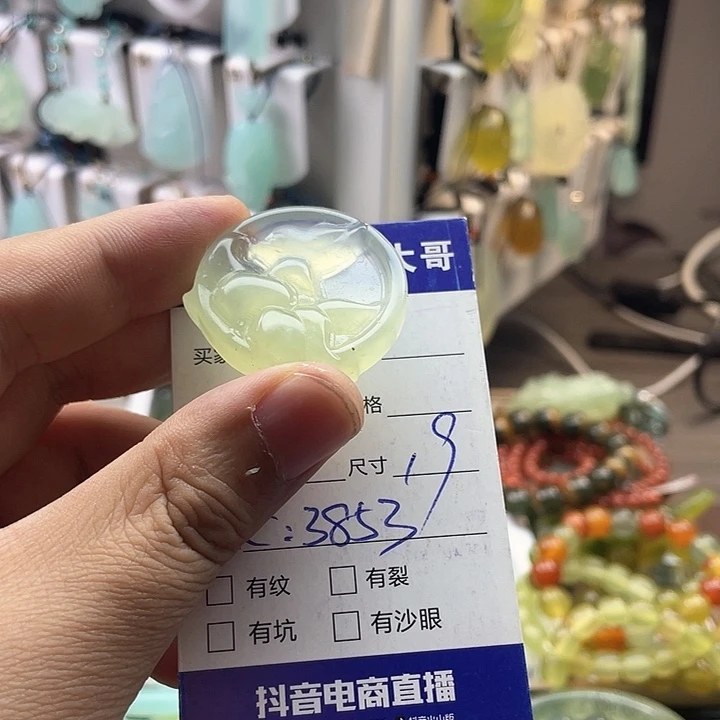 大哥
买家
格
尺寸 19
C:3853
有纹 有裂
有坑 有沙眼
抖音电商直播